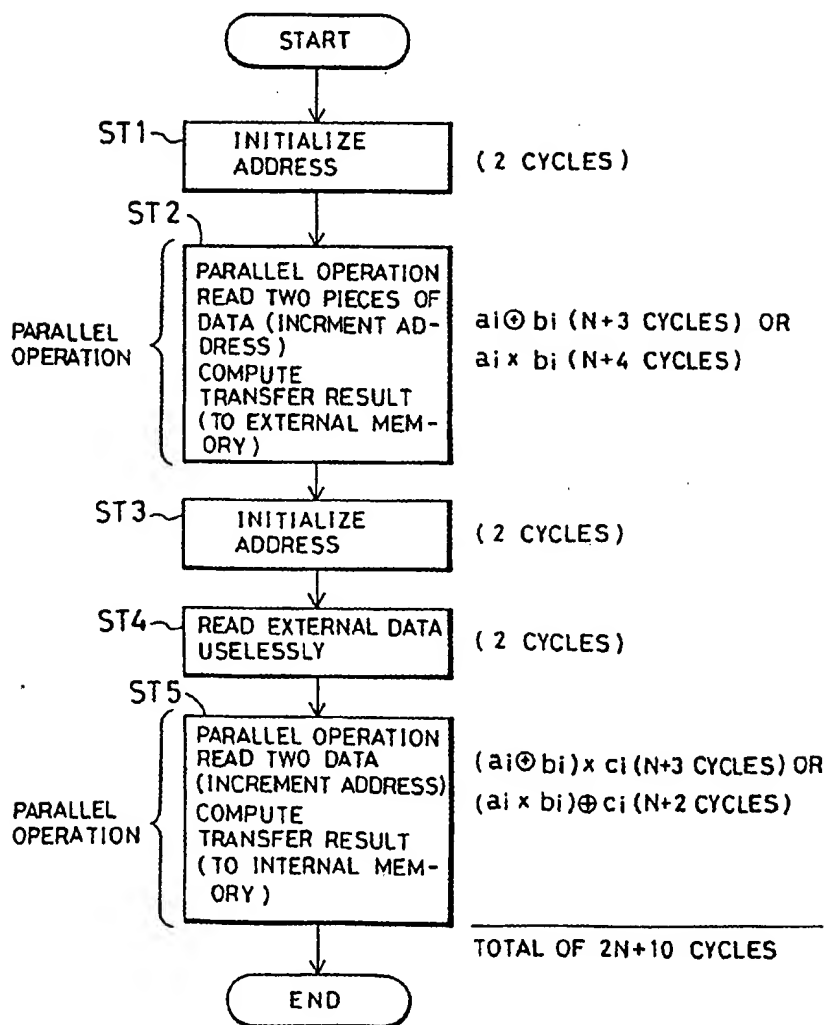 START
ST1
INITIALIZE
ADDRESS
(2 CYCLES)
ST2
PARALLEL OPERATION
READ TWO PIECES OF
DATA (INCRMENT AD-
DRESS)
COMPUTE
TRANSFER RESULT
(TO EXTERNAL MEM-
ORY)
PARALLEL
OPERATION
ai⊕bi (N+3 CYCLES) OR
ai×bi (N+4 CYCLES)
ST3
INITIALIZE
ADDRESS
(2 CYCLES)
ST4
READ EXTERNAL DATA
USELESSLY
(2 CYCLES)
ST5
PARALLEL OPERATION
READ TWO DATA
(INCREMENT ADDRESS)
COMPUTE
TRANSFER RESULT
(TO INTERNAL MEM-
ORY)
PARALLEL
OPERATION
(ai⊕bi)×ci (N+3 CYCLES) OR
(ai×bi)⊕ci (N+2 CYCLES)
TOTAL OF 2N+10 CYCLES
END